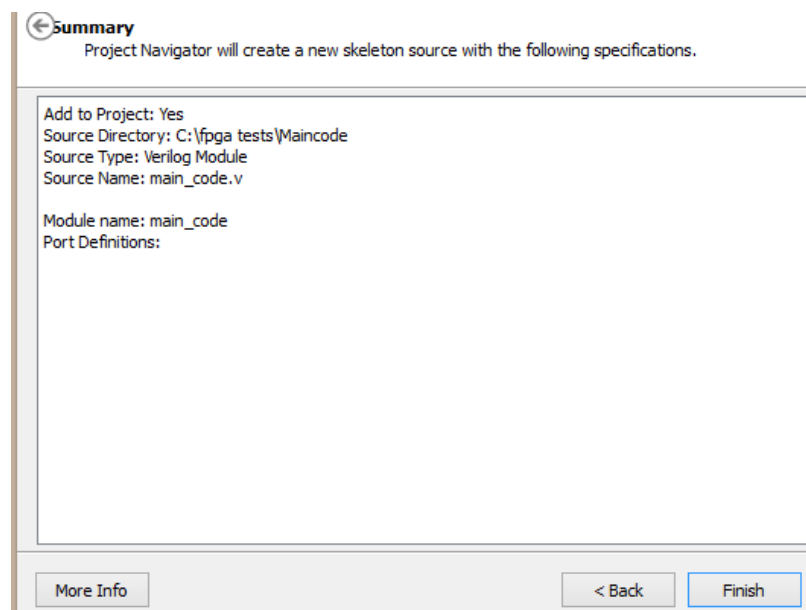 Summary
Project Navigator will create a new skeleton source with the following specifications.
Add to Project: Yes
Source Directory: C:\fpga tests\Maincode
Source Type: Verilog Module
Source Name: main_code.v
Module name: main_code
Port Definitions:
More Info
< Back
Finish